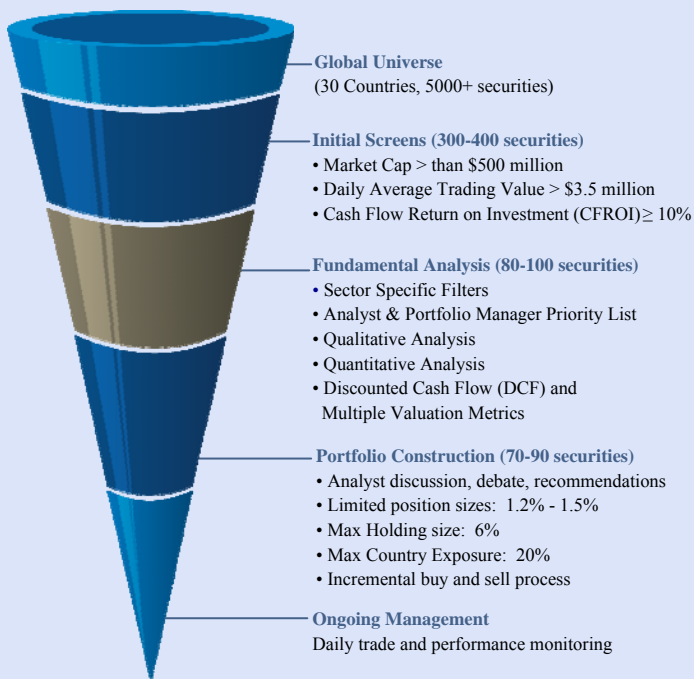 Global Universe
(30 Countries, 5000+ securities)
Initial Screens (300-400 securities)
• Market Cap > than $500 million
• Daily Average Trading Value > $3.5 million
• Cash Flow Return on Investment (CFROI) ≥ 10%
Fundamental Analysis (80-100 securities)
• Sector Specific Filters
• Analyst & Portfolio Manager Priority List
• Qualitative Analysis
• Quantitative Analysis
• Discounted Cash Flow (DCF) and
Multiple Valuation Metrics
Portfolio Construction (70-90 securities)
• Analyst discussion, debate, recommendations
• Limited position sizes: 1.2% - 1.5%
• Max Holding size: 6%
• Max Country Exposure: 20%
• Incremental buy and sell process
Ongoing Management
Daily trade and performance monitoring